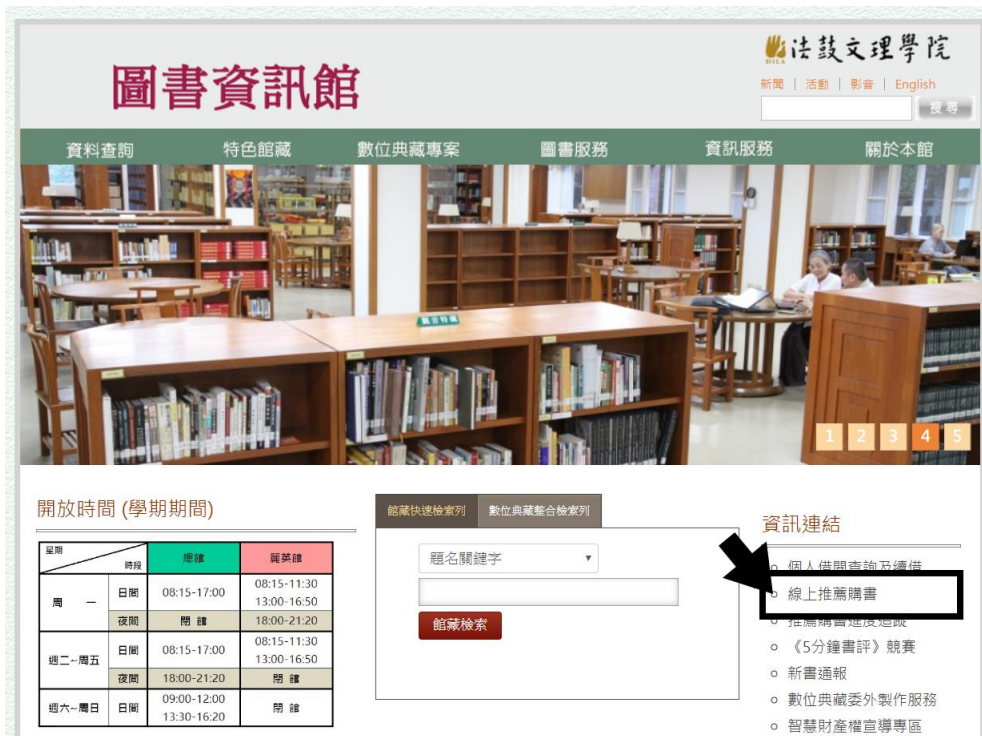 圖書資訊館
DILA
法鼓文理學院
新聞 | 活動 | 影音 | English
搜尋
資料查詢 特色館藏 數位典藏專案 圖書服務 資訊服務 關於本館
1 2 3 4 5
開放時間 (學期期間)
星期 時段 總館 麗英館
周 一 日間 08:15-17:00 08:15-11:30
13:00-16:50
夜間 閉 館 18:00-21:20
週二~周五 日間 08:15-17:00 08:15-11:30
13:00-16:50
夜間 18:00-21:20 閉 館
週六~周日 日間 09:00-12:00
13:30-16:20 閉 館
館藏快速檢索列 數位典藏整合檢索列
題名關鍵字
館藏檢索
資訊連結
個人借閱查詢及續借
線上推薦購書
推薦購書進度追蹤
《5分鐘書評》競賽
新書通報
數位典藏委外製作服務
智慧財產權宣導專區